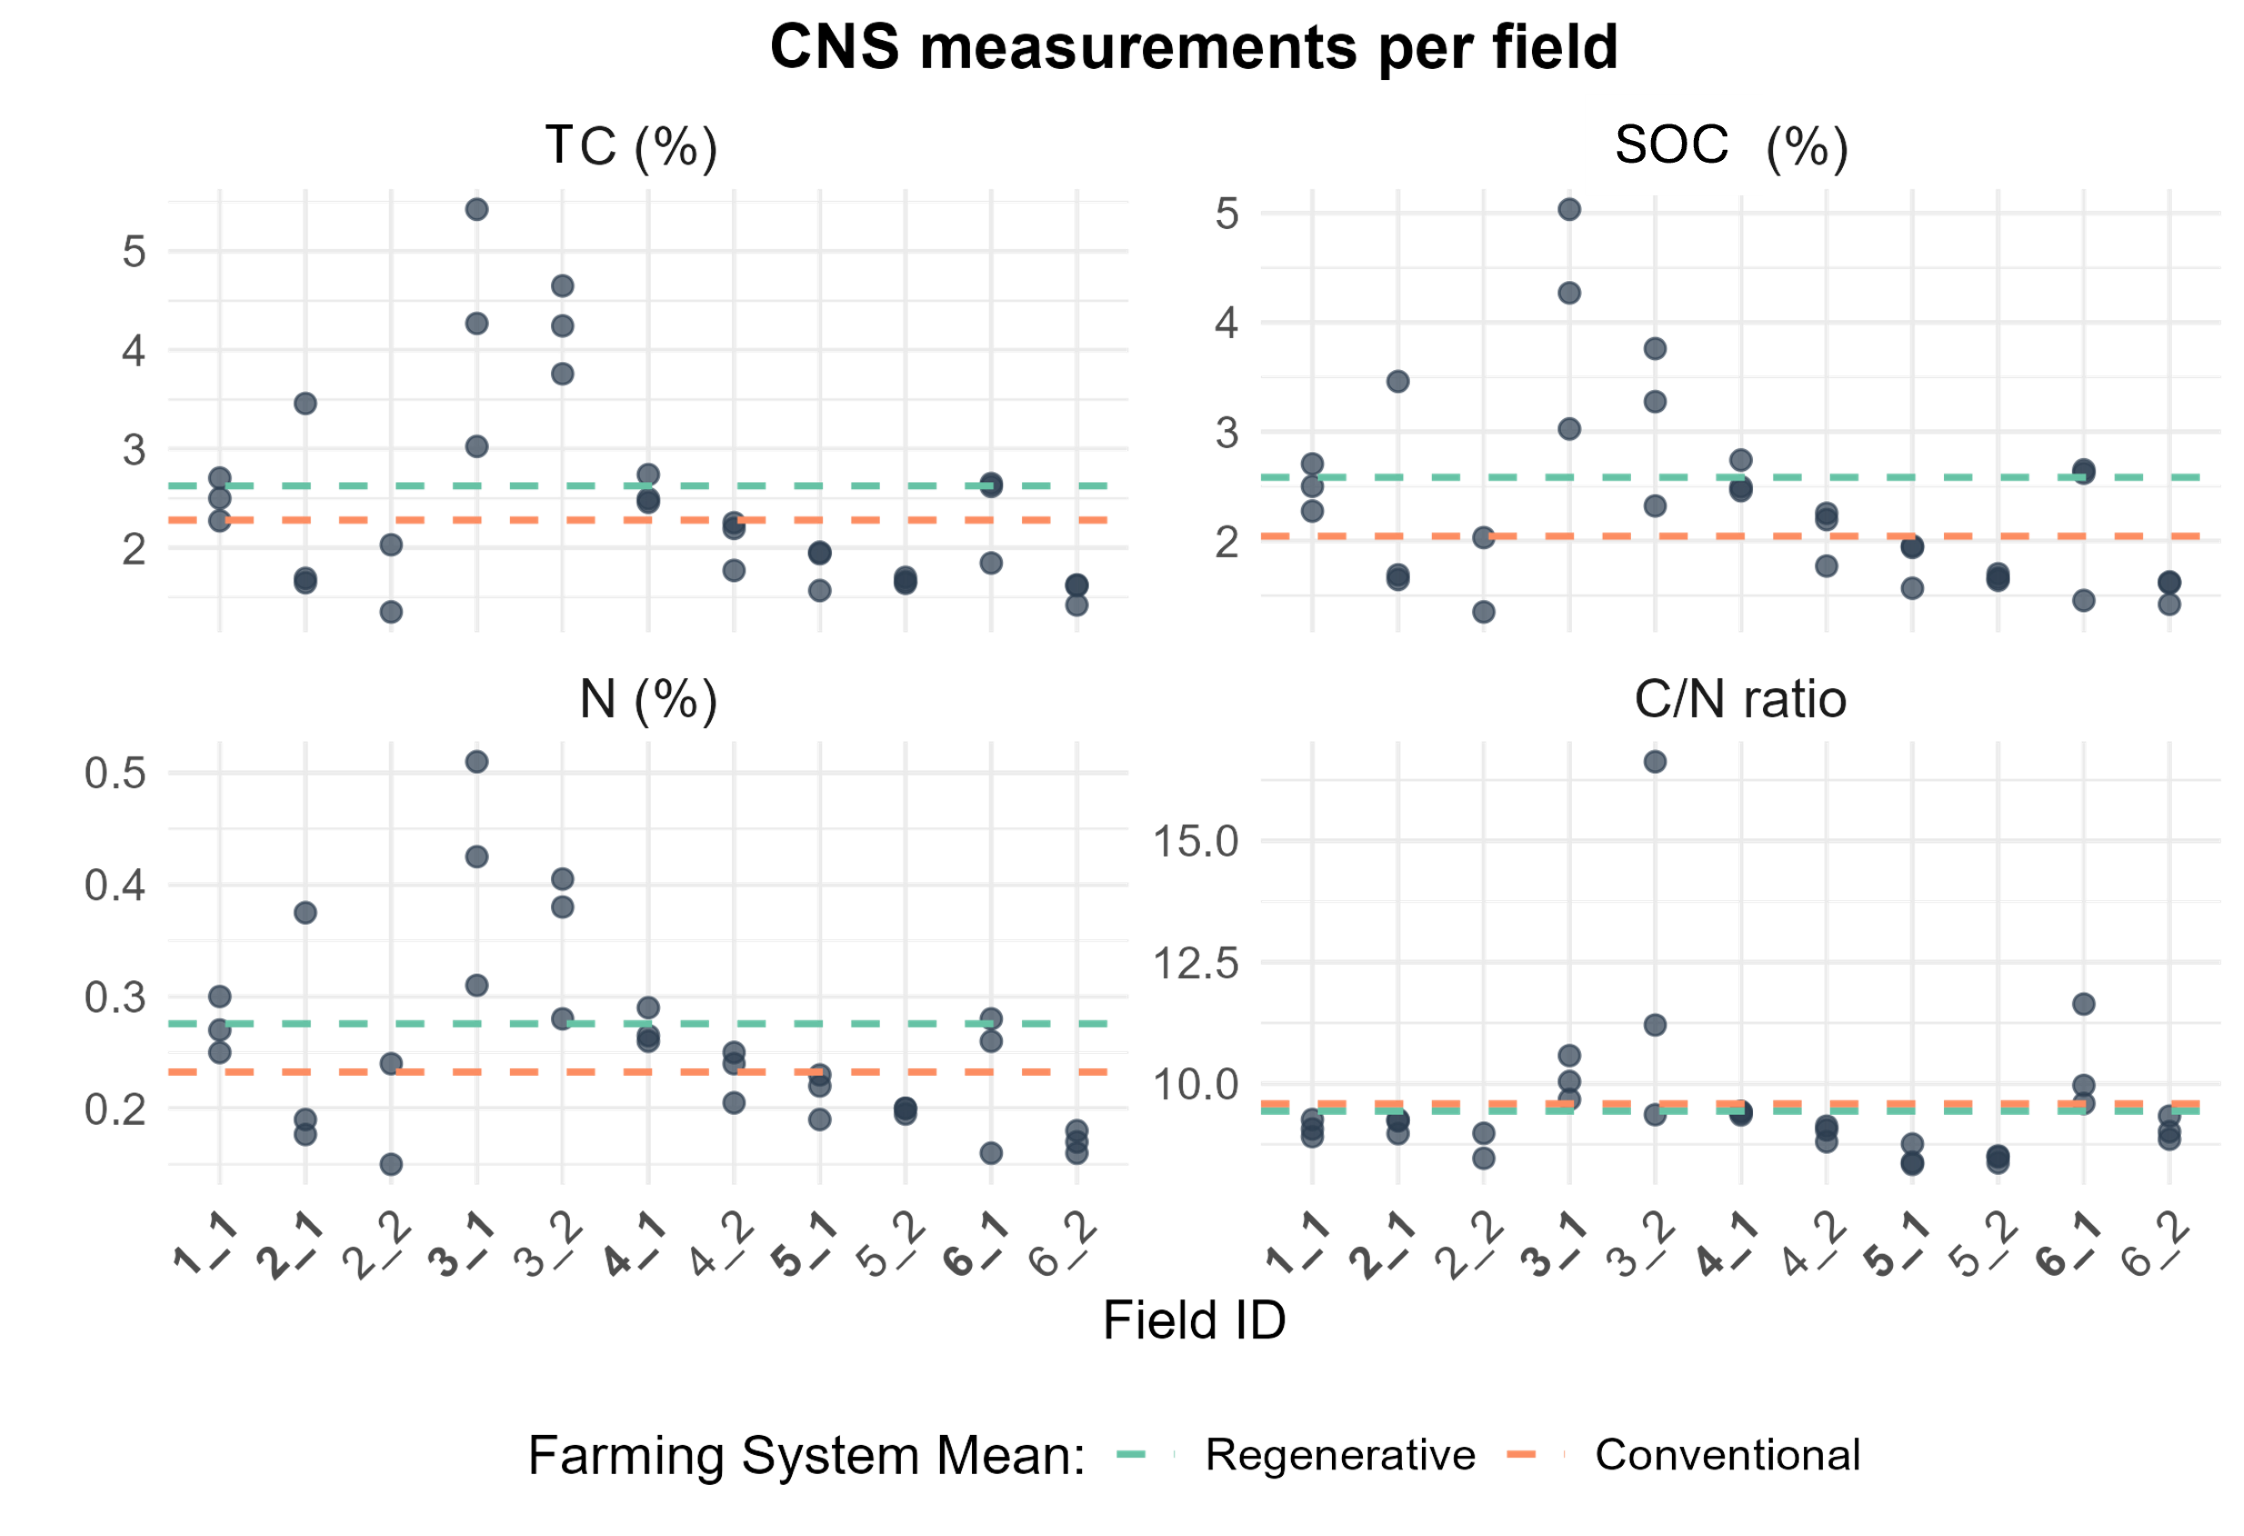 CNS measurements per field
TC (%)
SOC (%)
5
4
3
2
5
4
3
2
N (%)
C/N ratio
0.5
0.4
0.3
0.2
15.0
12.5
10.0
1_1 2_1 2_2 3_1 3_2 4_1 4_2 5_1 5_2 6_1 6_2
1_1 2_1 2_2 3_1 3_2 4_1 4_2 5_1 5_2 6_1 6_2
Field ID
Farming System Mean: Regenerative Conventional